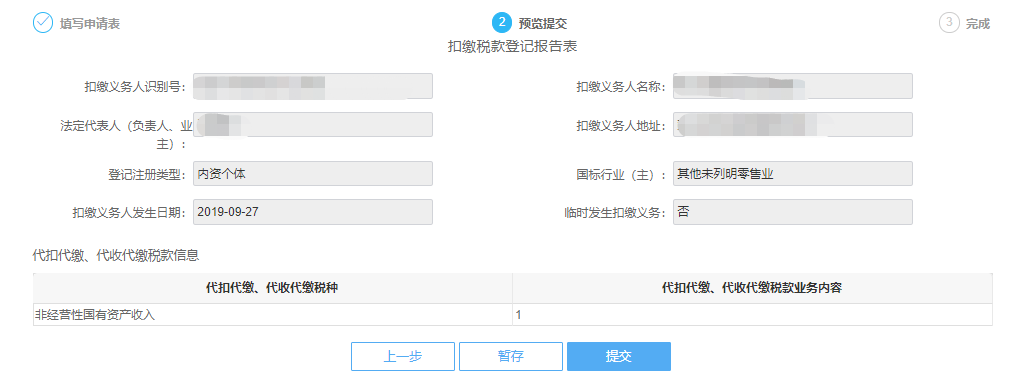 填写申请表
2 预览提交
3 完成
扣缴税款登记报告表
扣缴义务人识别号：
扣缴义务人名称：
法定代表人（负责人、业
主）：
扣缴义务人地址：
登记注册类型： 内资个体
国标行业（主）： 其他未列明零售业
扣缴义务人发生日期： 2019-09-27
临时发生扣缴义务： 否
代扣代缴、代收代缴税款信息
代扣代缴、代收代缴税种
代扣代缴、代收代缴税款业务内容
非经营性国有资产收入
1
上一步
暂存
提交